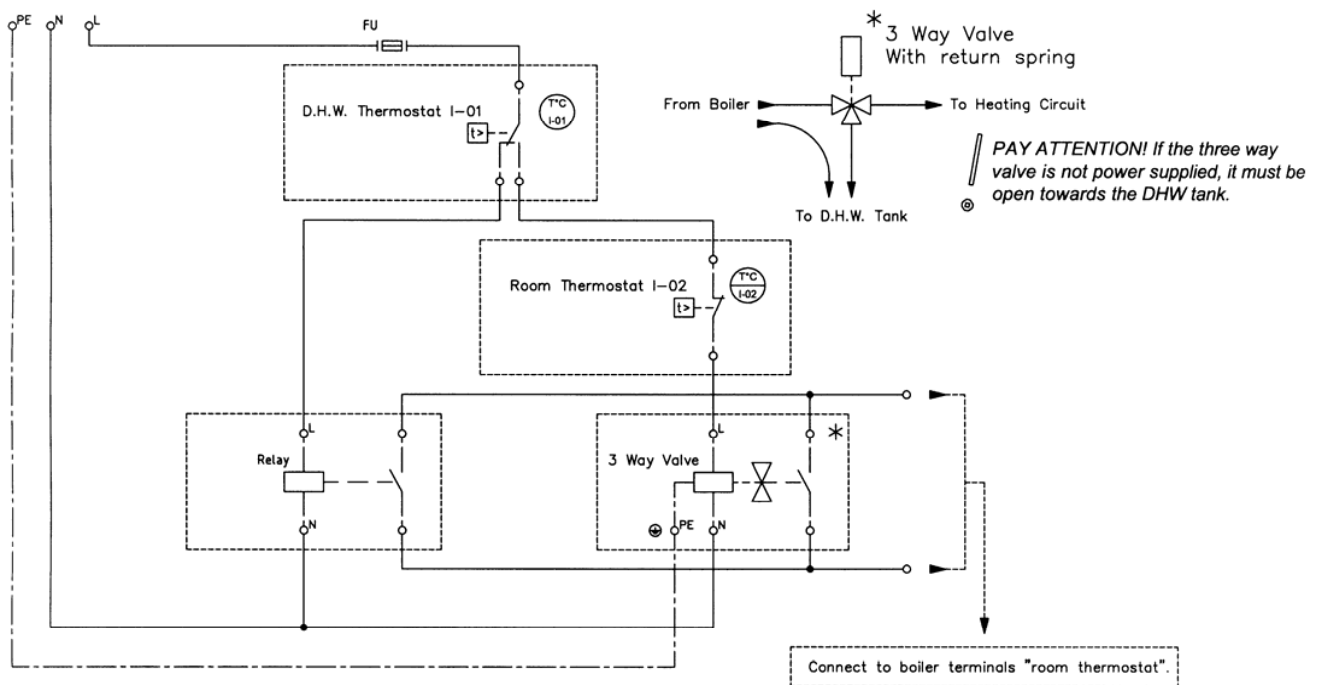 PE N L
FU
D.H.W. Thermostat I-01
T°C
I-01
t>
* 3 Way Valve
With return spring
From Boiler
To Heating Circuit
To D.H.W. Tank
PAY ATTENTION! If the three way
valve is not power supplied, it must be
open towards the DHW tank.
Room Thermostat I-02
T°C
I-02
t>
L
Relay
N
L
*
3 Way Valve
PE
N
Connect to boiler terminals "room thermostat".